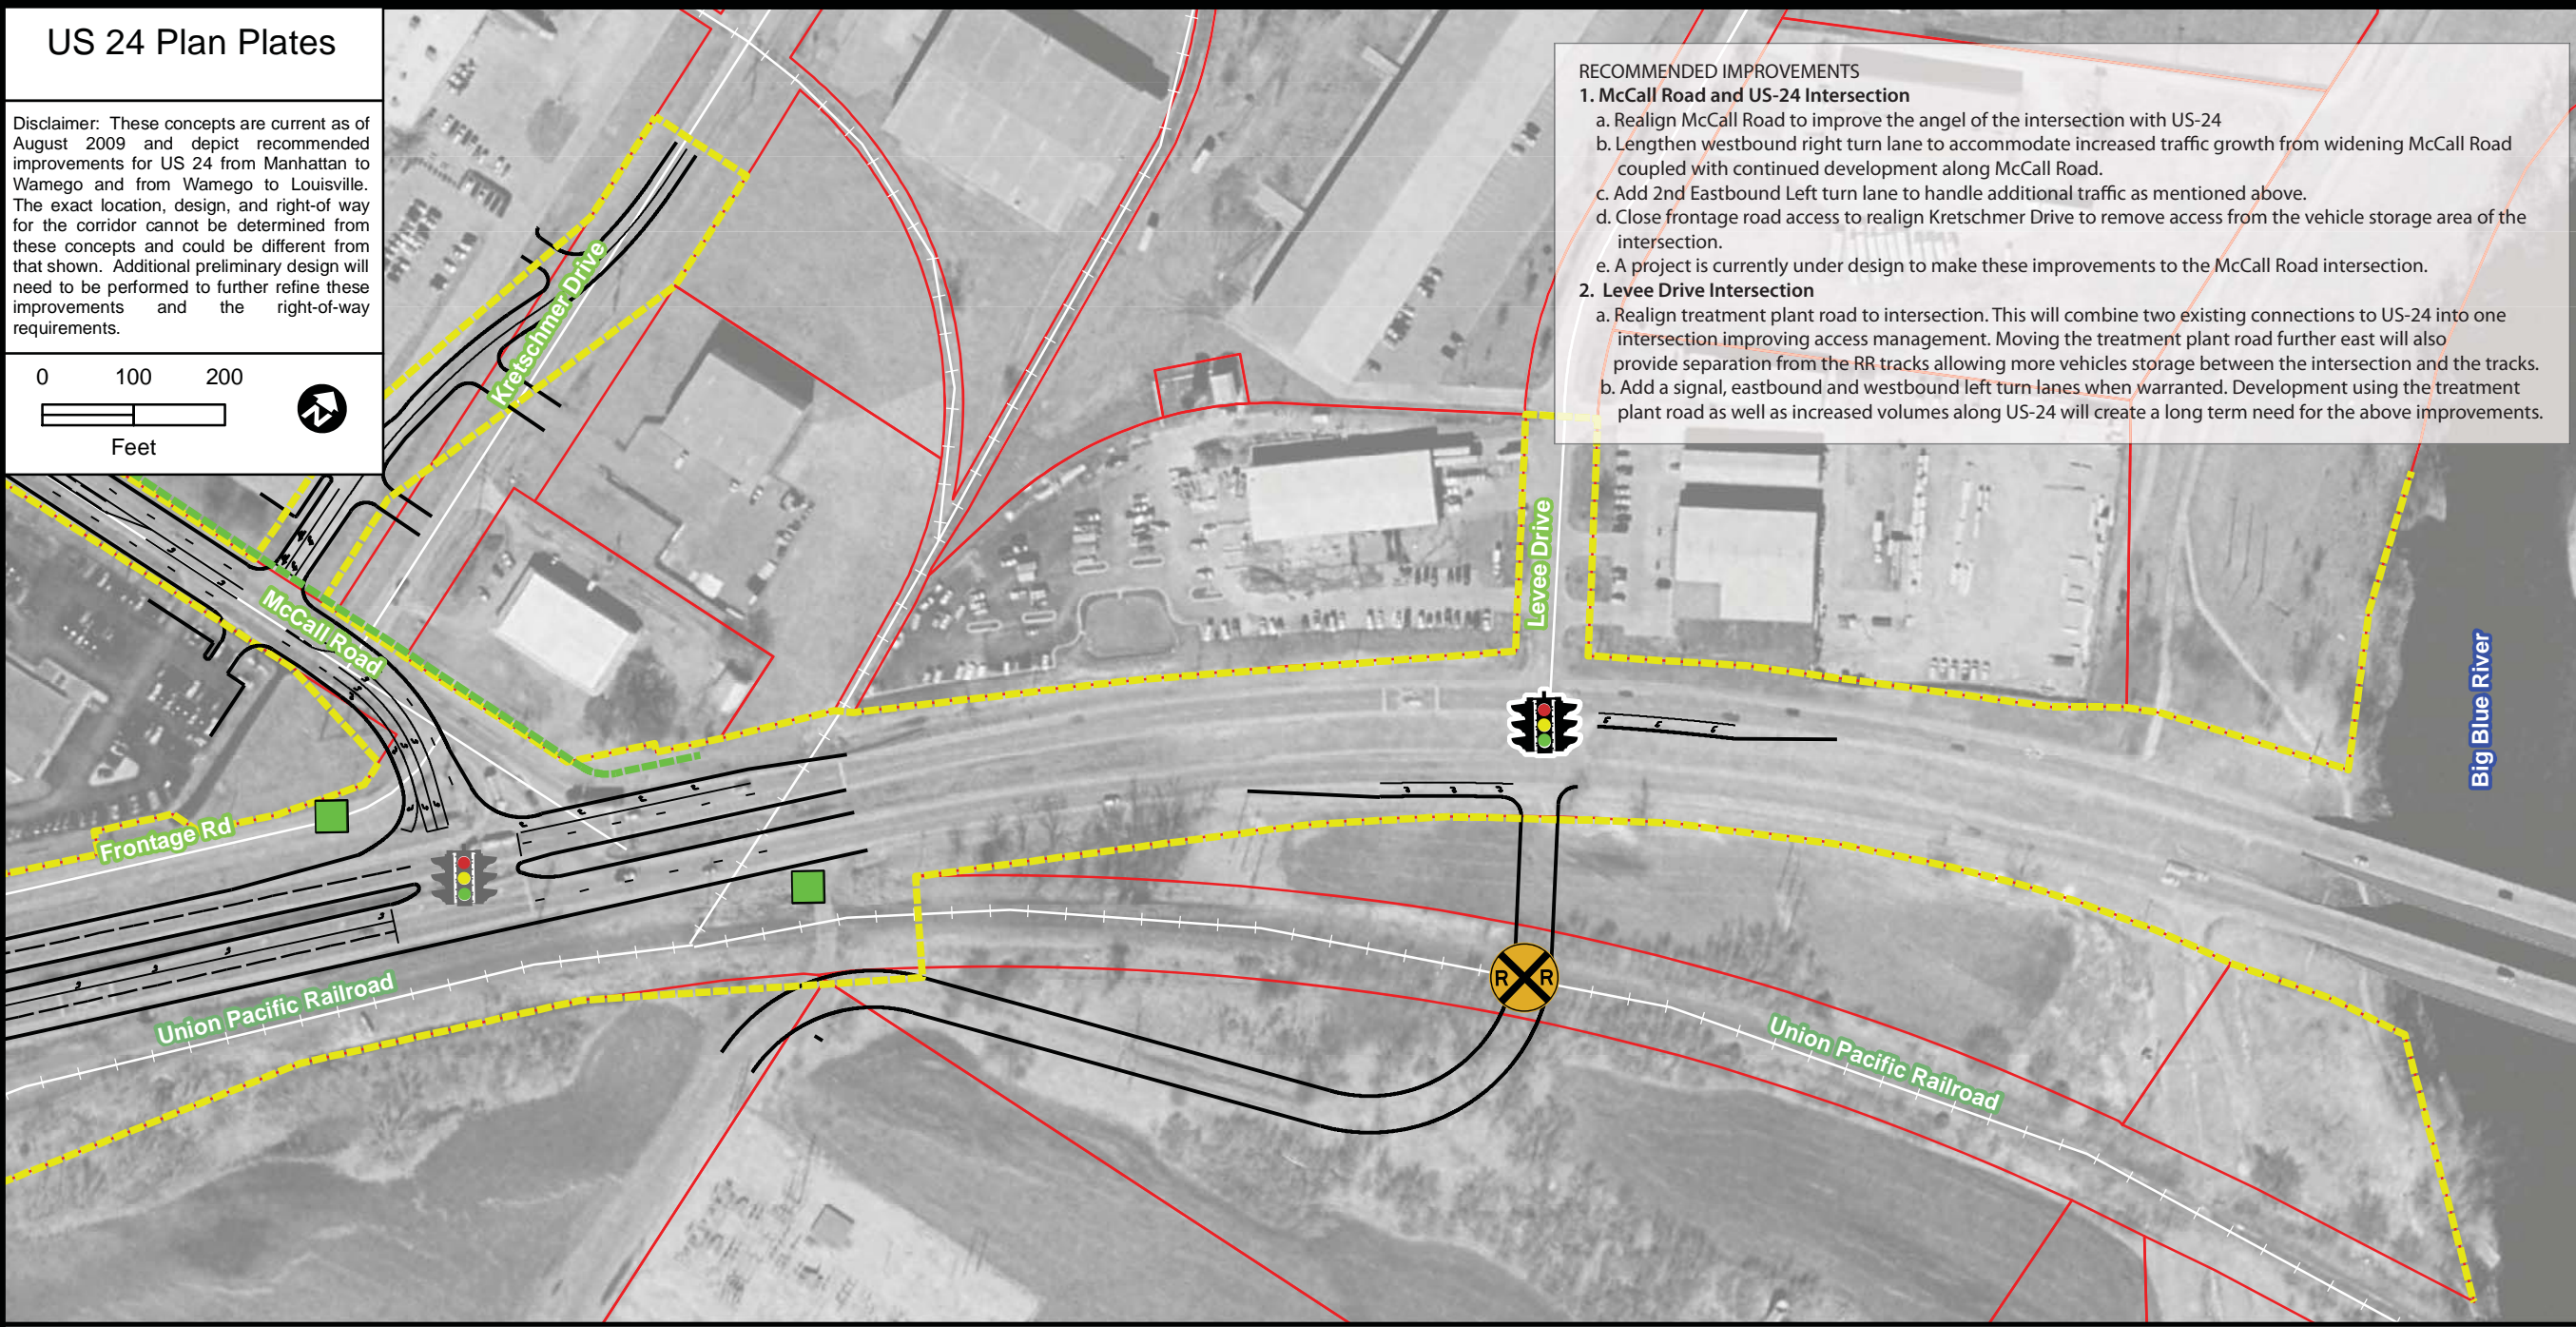 US 24 Plan Plates
Disclaimer: These concepts are current as of
August 2009 and depict recommended
improvements for US 24 from Manhattan to
Wamego and from Wamego to Louisville.
The exact location, design, and right-of way
for the corridor cannot be determined from
these concepts and could be different from
that shown. Additional preliminary design will
need to be performed to further refine these
improvements and the right-of-way
requirements.
0 100 200
Feet
N
RECOMMENDED IMPROVEMENTS
1. McCall Road and US-24 Intersection
a. Realign McCall Road to improve the angel of the intersection with US-24
b. Lengthen westbound right turn lane to accommodate increased traffic growth from widening McCall Road
coupled with continued development along McCall Road.
c. Add 2nd Eastbound Left turn lane to handle additional traffic as mentioned above.
d. Close frontage road access to realign Kretschmer Drive to remove access from the vehicle storage area of the
intersection.
e. A project is currently under design to make these improvements to the McCall Road intersection.
2. Levee Drive Intersection
a. Realign treatment plant road to intersection. This will combine two existing connections to US-24 into one
intersection improving access management. Moving the treatment plant road further east will also
provide separation from the RR tracks allowing more vehicles storage between the intersection and the tracks.
b. Add a signal, eastbound and westbound left turn lanes when warranted. Development using the treatment
plant road as well as increased volumes along US-24 will create a long term need for the above improvements.
Kretschmer Drive
McCall Road
Levee Drive
Big Blue River
Frontage Rd
Union Pacific Railroad
R R
Union Pacific Railroad